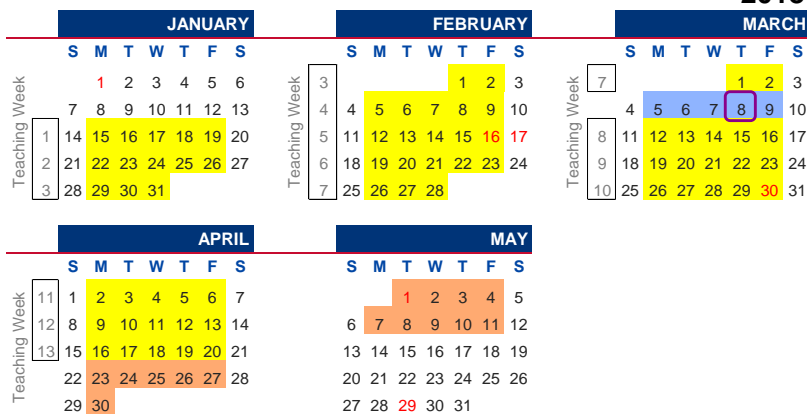 JANUARY
S M T W T F S
Teaching Week
1 2 3 4 5 6
7 8 9 10 11 12 13
1 14 15 16 17 18 19 20
2 21 22 23 24 25 26 27
3 28 29 30 31
FEBRUARY
S M T W T F S
Teaching Week
3 1 2 3
4 4 5 6 7 8 9 10
5 11 12 13 14 15 16 17
6 18 19 20 21 22 23 24
7 25 26 27 28
MARCH
S M T W T F S
Teaching Week
7 1 2 3
4 5 6 7 8 9 10
8 11 12 13 14 15 16 17
9 18 19 20 21 22 23 24
10 25 26 27 28 29 30 31
APRIL
S M T W T F S
Teaching Week
11 1 2 3 4 5 6 7
12 8 9 10 11 12 13 14
13 15 16 17 18 19 20 21
22 23 24 25 26 27 28
29 30
MAY
S M T W T F S
1 2 3 4 5
6 7 8 9 10 11 12
13 14 15 16 17 18 19
20 21 22 23 24 25 26
27 28 29 30 31